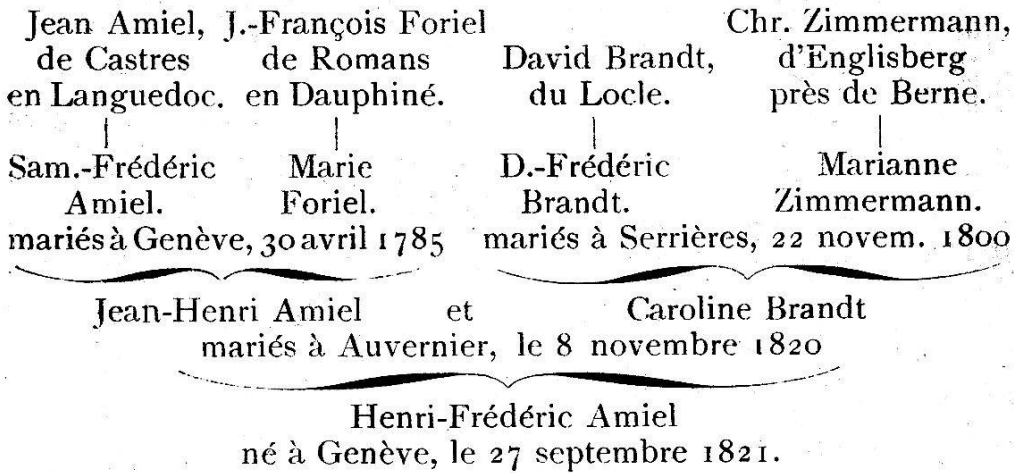 Jean Amiel, J.-François Foriel Chr. Zimmermann,
de Castres de Romans David Brandt, d'Englisberg
en Languedoc. en Dauphiné. du Locle. près de Berne.
Sam.-Frédéric Marie D.-Frédéric Marianne
Amiel. Foriel. Brandt. Zimmermann.
mariés à Genève, 30 avril 1785 mariés à Serrières, 22 novem. 1800
Jean-Henri Amiel et Caroline Brandt
mariés à Auvernier, le 8 novembre 1820
Henri-Frédéric Amiel
né à Genève, le 27 septembre 1821.